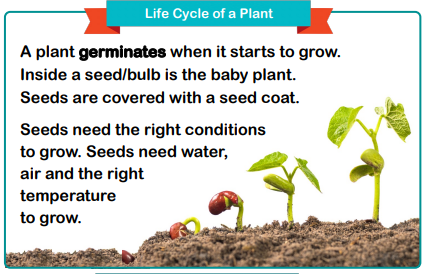 Life Cycle of a Plant
A plant germinates when it starts to grow.
Inside a seed/bulb is the baby plant.
Seeds are covered with a seed coat.
Seeds need the right conditions
to grow. Seeds need water,
air and the right
temperature
to grow.